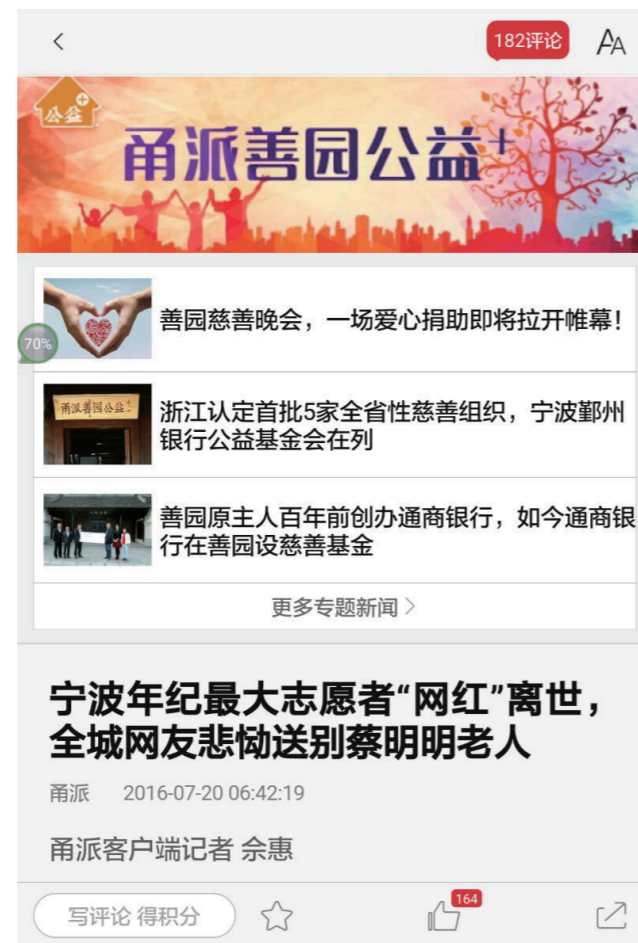 182评论
AA
公益+
甬派善园公益+
善园慈善晚会，一场爱心捐助即将拉开帷幕！
70%
甬派善园公益+
浙江认定首批5家全省性慈善组织，宁波鄞州
银行公益基金会在列
善园原主人百年前创办通商银行，如今通商银
行在善园设慈善基金
更多专题新闻
宁波年纪最大志愿者“网红”离世，
全城网友悲恸送别蔡明明老人
甬派 2016-07-20 06:42:19
甬派客户端记者 佘惠
写评论 得积分
164